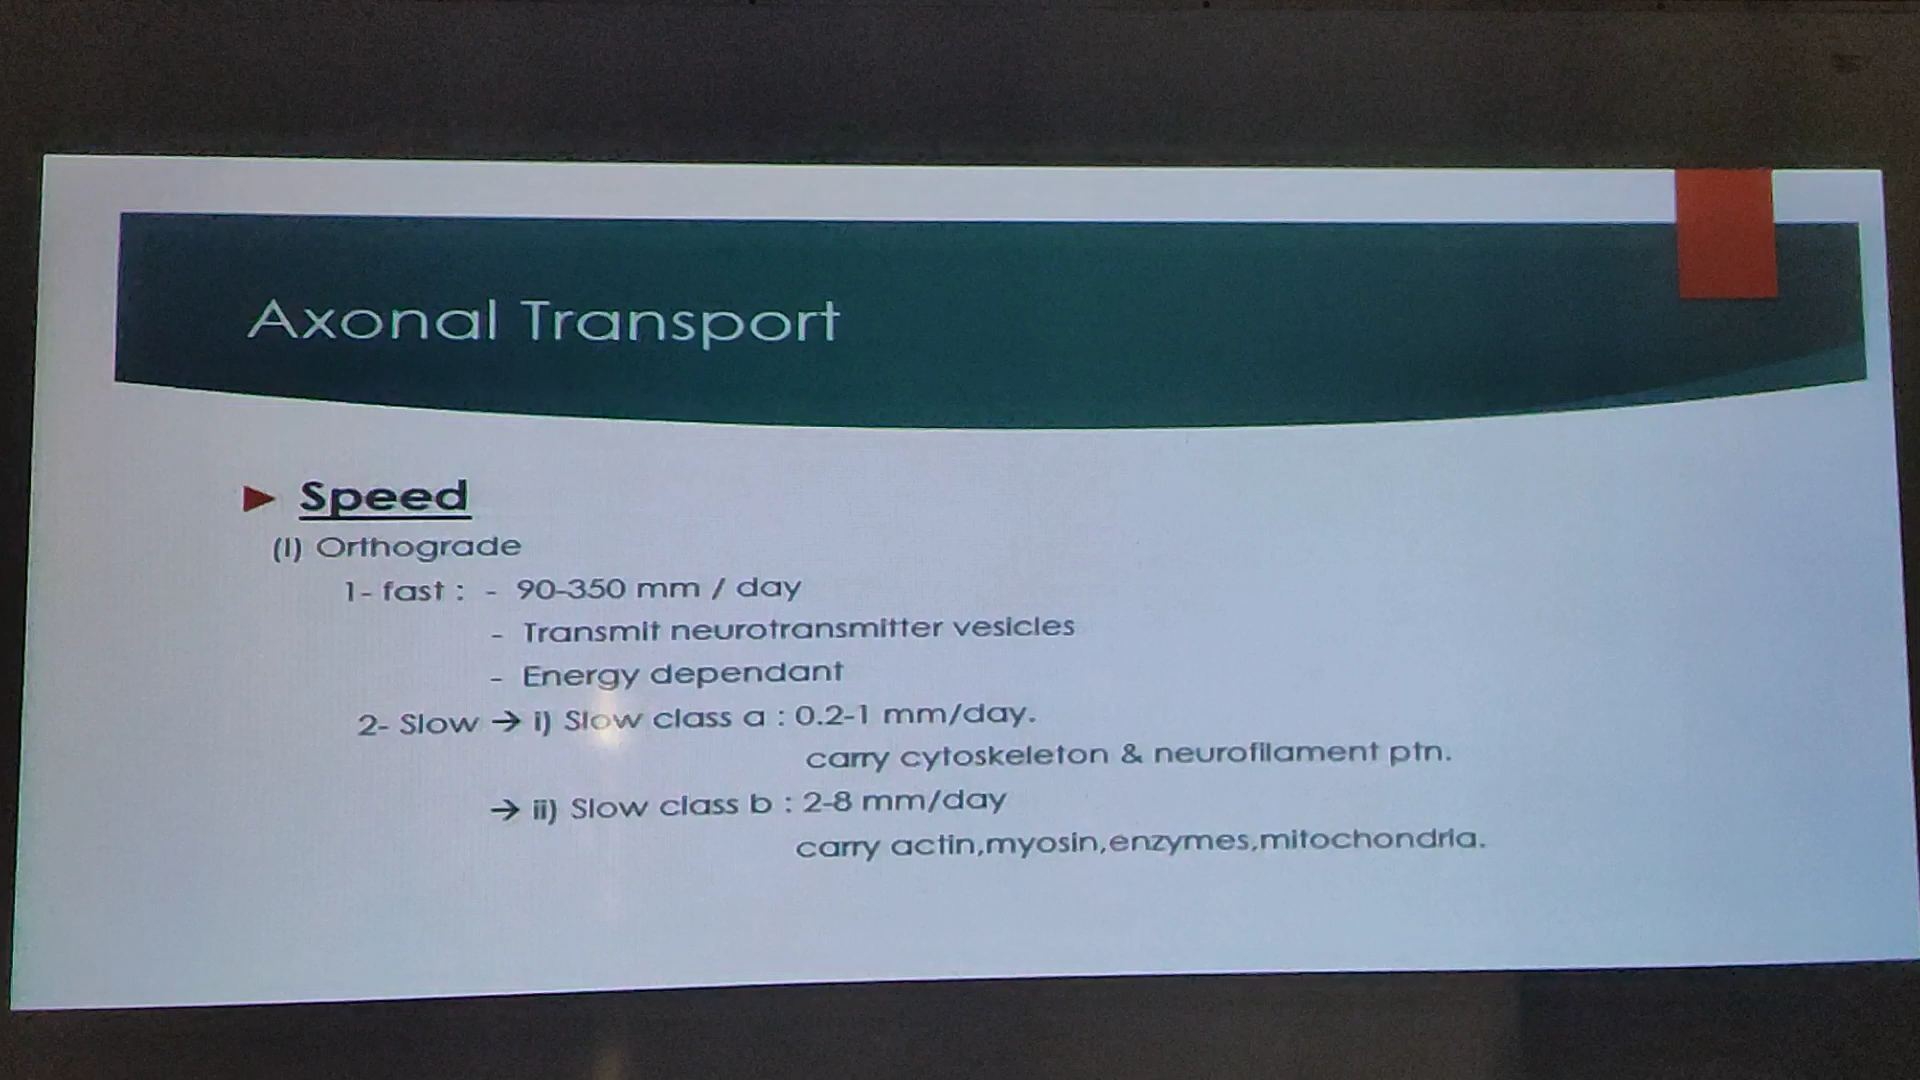 Axonal Transport
Speed
(I) Orthograde
1- fast : - 90-350 mm / day
- Transmit neurotransmitter vesicles
- Energy dependant
2- Slow → i) Slow class a : 0.2-1 mm/day.
carry cytoskeleton & neurofilament ptn.
→ ii) Slow class b : 2-8 mm/day
carry actin,myosin,enzymes,mitochondria.